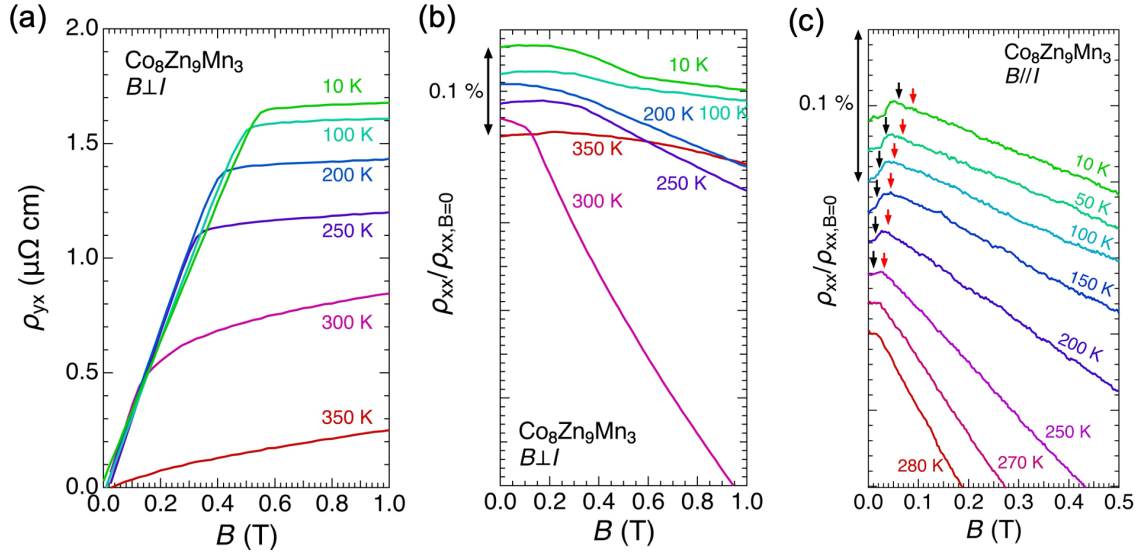 (a)
2.0
1.5
1.0
0.5
0.0
ρyx (μΩ cm)
Co8Zn9Mn3
B⊥I
10 K
100 K
200 K
250 K
300 K
350 K
0.0 0.2 0.4 0.6 0.8 1.0
B (T)
(b)
0.1 %
ρxx/ρxx,B=0
10 K
200 K
100 K
350 K
250 K
300 K
Co8Zn9Mn3
B⊥I
0.0 0.2 0.4 0.6 0.8 1.0
B (T)
(c)
0.1 %
ρxx/ρxx,B=0
Co8Zn9Mn3
B//I
10 K
50 K
100 K
150 K
200 K
250 K
270 K
280 K
0.0 0.1 0.2 0.3 0.4 0.5
B (T)